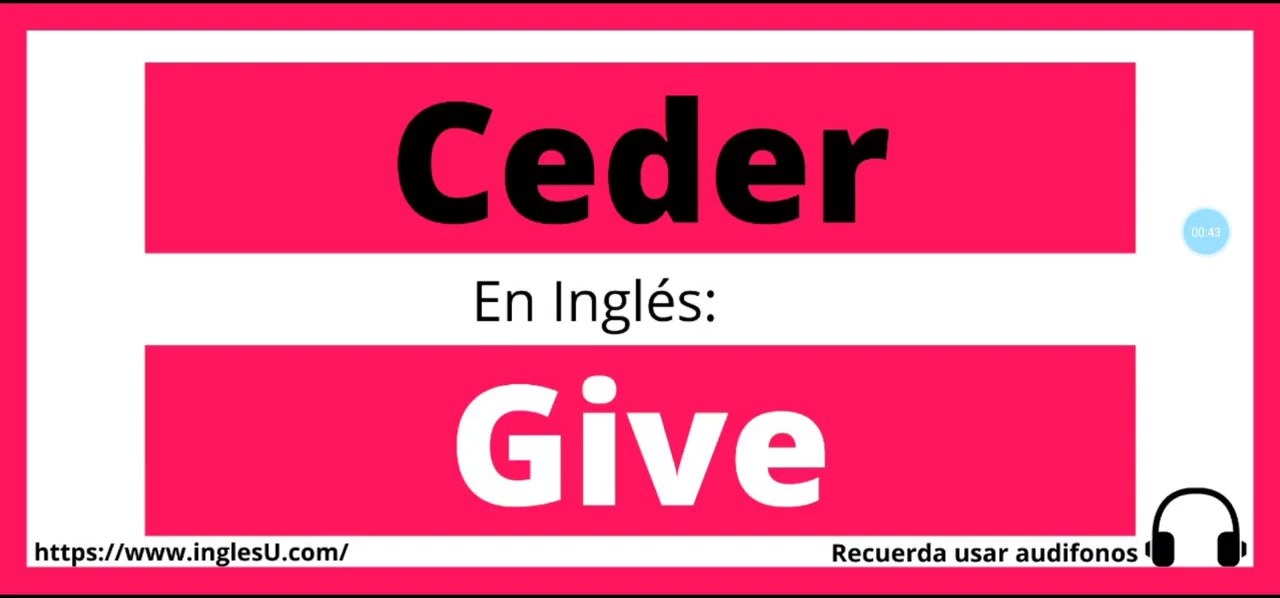 Ceder
00:43
En Inglés:
Give
https://www.inglesU.com/
Recuerda usar audifonos